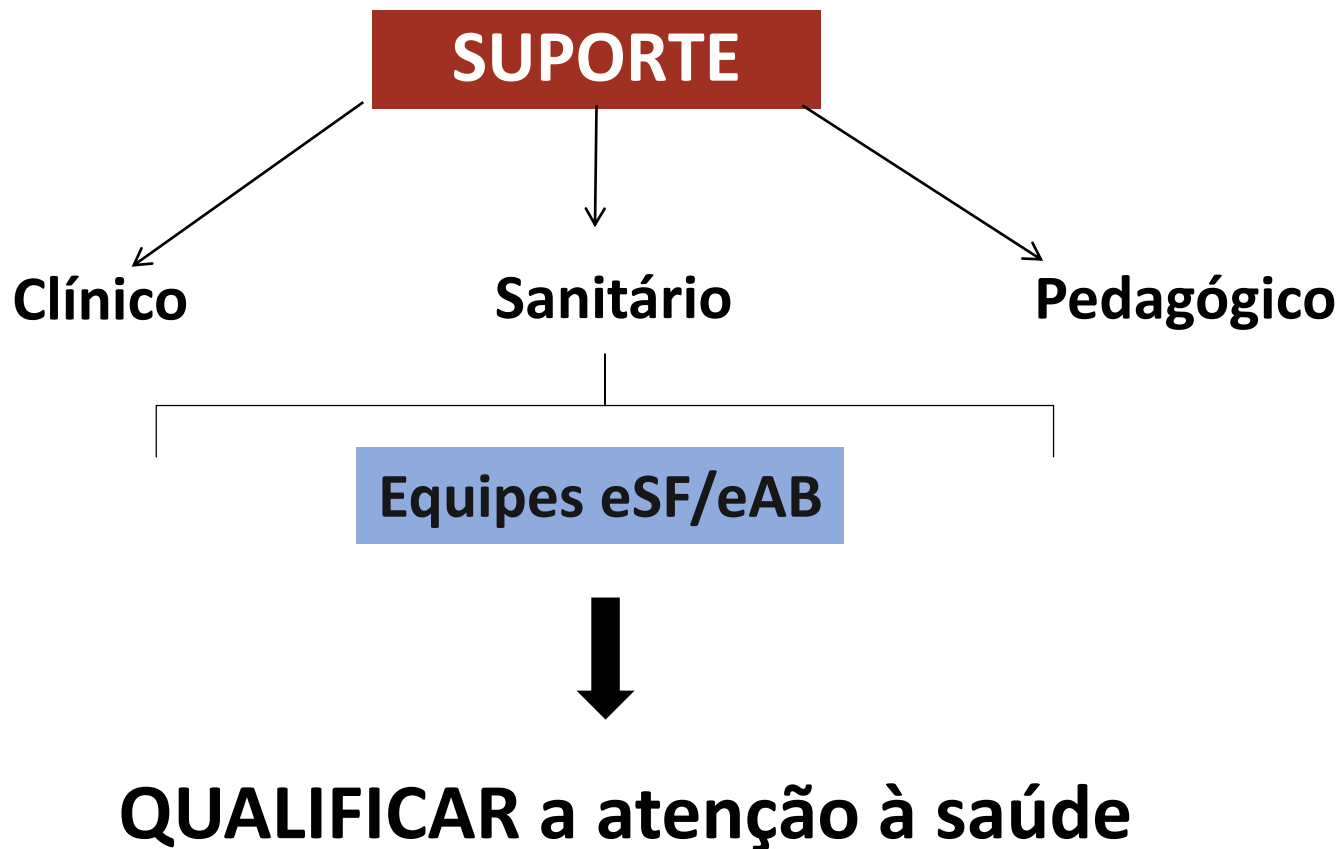 SUPORTE
Clínico
Sanitário
Pedagógico
Equipes eSF/eAB
QUALIFICAR a atenção à saúde